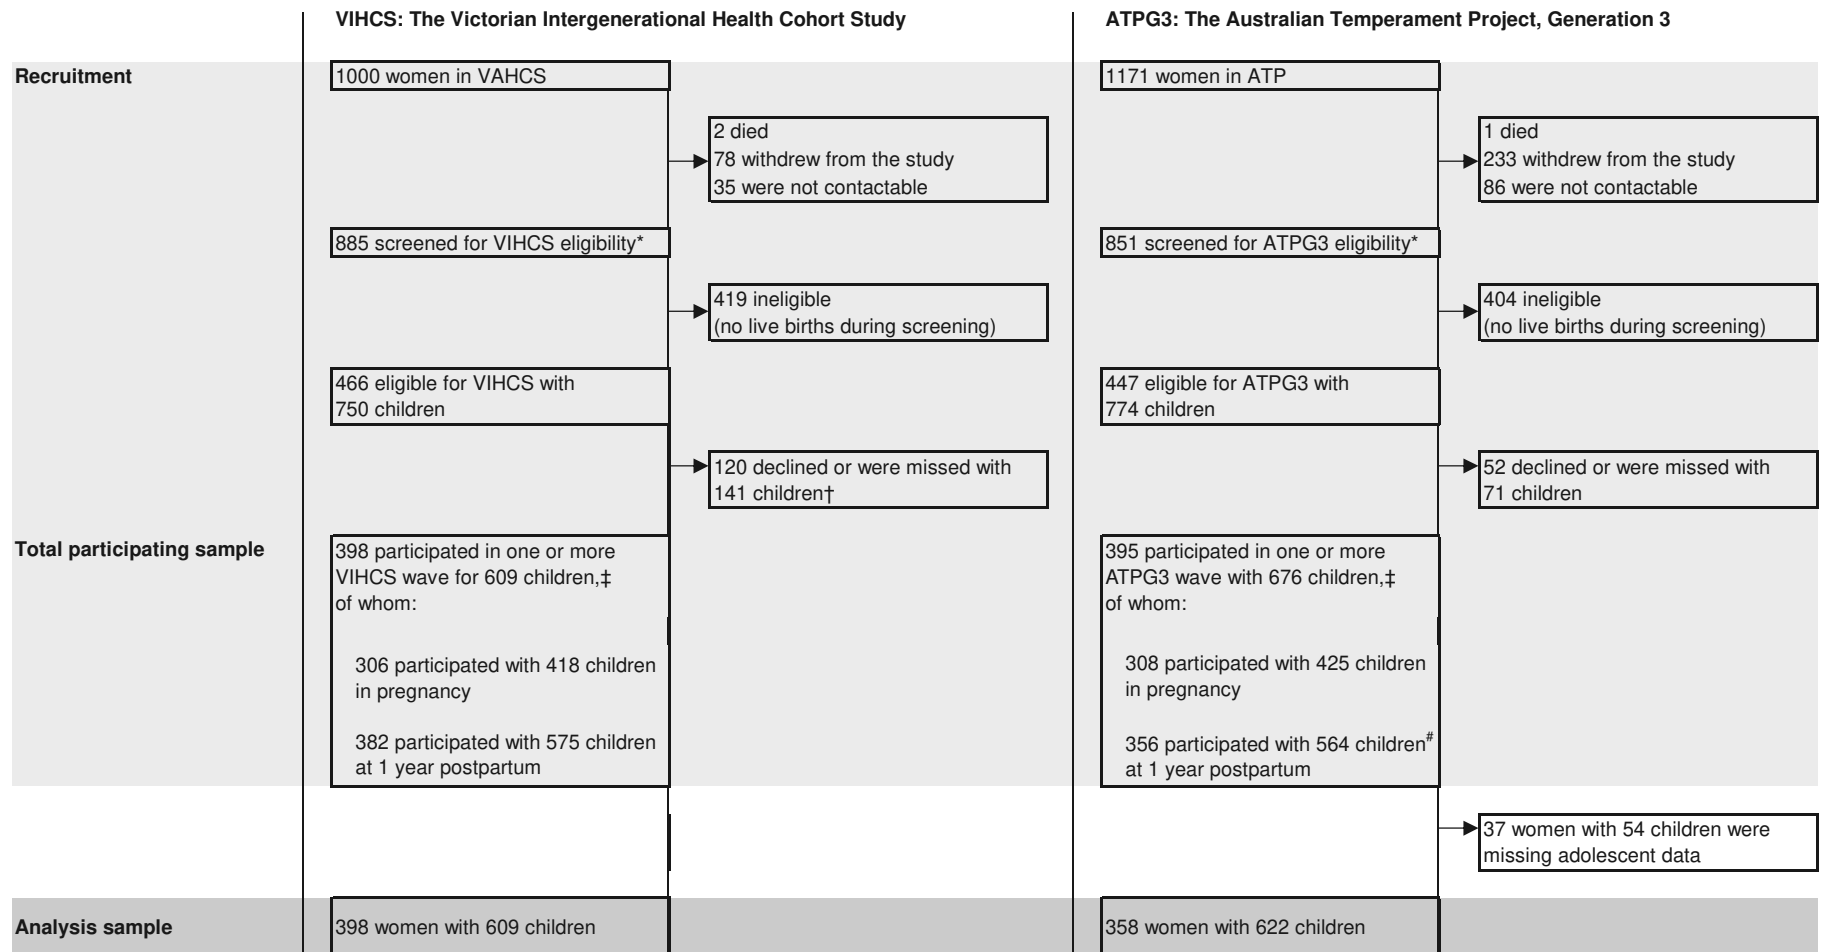 VIHCS: The Victorian Intergenerational Health Cohort Study
ATPG3: The Australian Temperament Project, Generation 3
Recruitment
1000 women in VAHCS
1171 women in ATP
2 died
78 withdrew from the study
35 were not contactable
1 died
233 withdrew from the study
86 were not contactable
885 screened for VIHCS eligibility*
851 screened for ATPG3 eligibility*
419 ineligible
(no live births during screening)
404 ineligible
(no live births during screening)
466 eligible for VIHCS with
750 children
447 eligible for ATPG3 with
774 children
120 declined or were missed with
141 children†
52 declined or were missed with
71 children
Total participating sample
398 participated in one or more
VIHCS wave for 609 children,‡
of whom:
306 participated with 418 children
in pregnancy
382 participated with 575 children
at 1 year postpartum
395 participated in one or more
ATPG3 wave with 676 children,‡
of whom:
308 participated with 425 children
in pregnancy
356 participated with 564 children#
at 1 year postpartum
37 women with 54 children were
missing adolescent data
Analysis sample
398 women with 609 children
358 women with 622 children